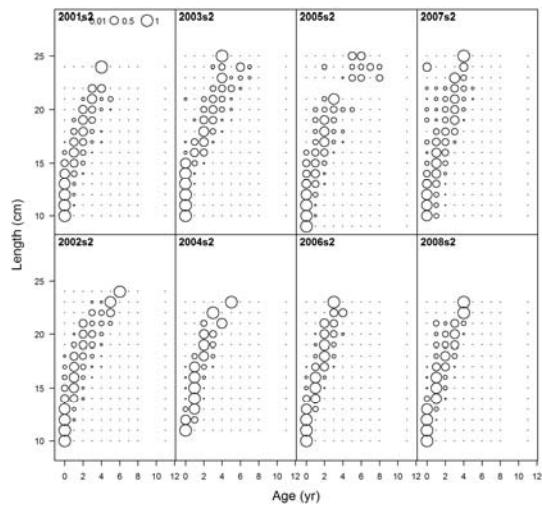 2001s2 0.01 0.5 1
2003s2
2005s2
2007s2
25
20
15
10
2002s2
2004s2
2006s2
2008s2
25
20
15
10
0 2 4 6 8 10 12
0 2 4 6 8 10 12
0 2 4 6 8 10 12
0 2 4 6 8 10 12
Length (cm)
Age (yr)